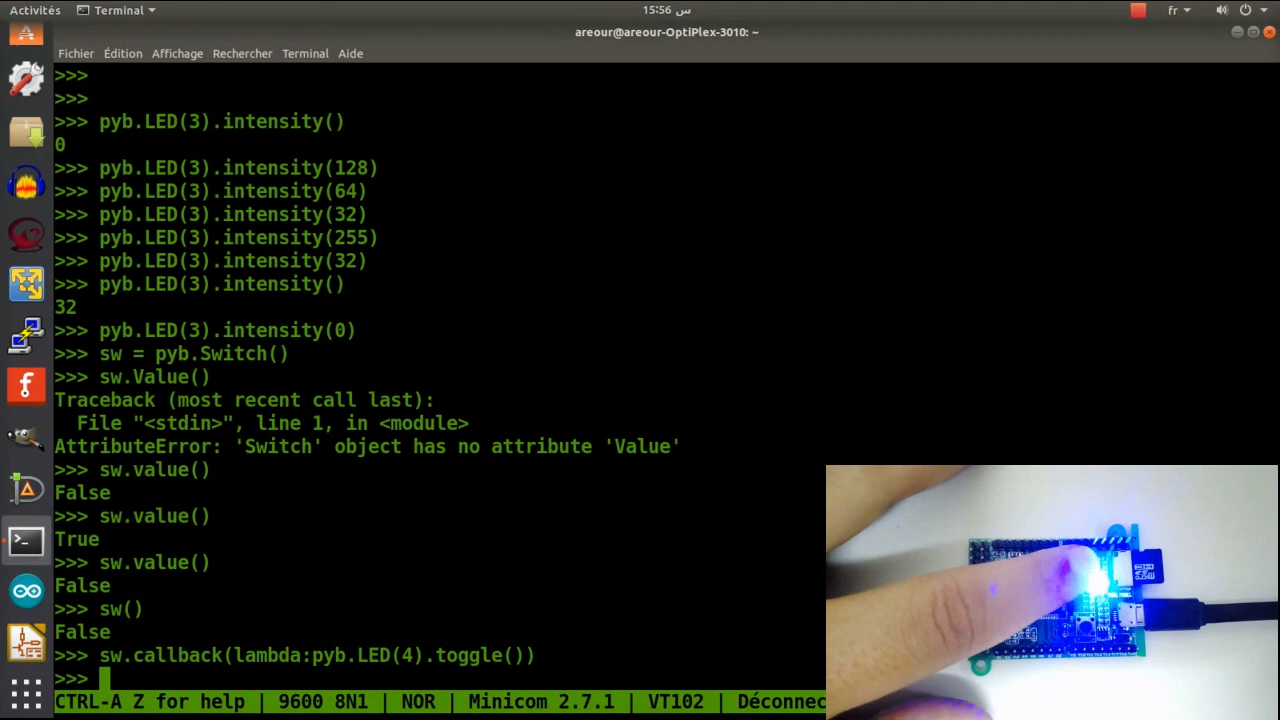 Activités Terminal س 15:56 fr
areour@areour-OptiPlex-3010: ~
Fichier Édition Affichage Rechercher Terminal Aide
>>>
>>>
>>> pyb.LED(3).intensity()
0
>>> pyb.LED(3).intensity(128)
>>> pyb.LED(3).intensity(64)
>>> pyb.LED(3).intensity(32)
>>> pyb.LED(3).intensity(255)
>>> pyb.LED(3).intensity(32)
>>> pyb.LED(3).intensity()
32
>>> pyb.LED(3).intensity(0)
>>> sw = pyb.Switch()
>>> sw.Value()
Traceback (most recent call last):
  File "<stdin>", line 1, in <module>
AttributeError: 'Switch' object has no attribute 'Value'
>>> sw.value()
False
>>> sw.value()
True
>>> sw.value()
False
>>> sw()
False
>>> sw.callback(lambda:pyb.LED(4).toggle())
>>>
CTRL-A Z for help | 9600 8N1 | NOR | Minicom 2.7.1 | VT102 | Déconnec